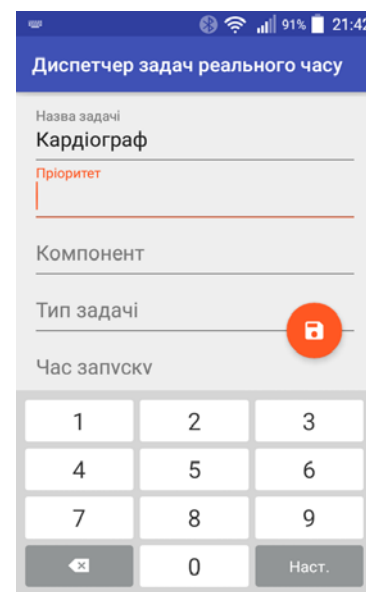 91% 21:42
Диспетчер задач реального часу
Назва задачі
Кардіограф
Пріоритет
Компонент
Тип задачі
Час запуску
1 2 3
4 5 6
7 8 9
0 Наст.